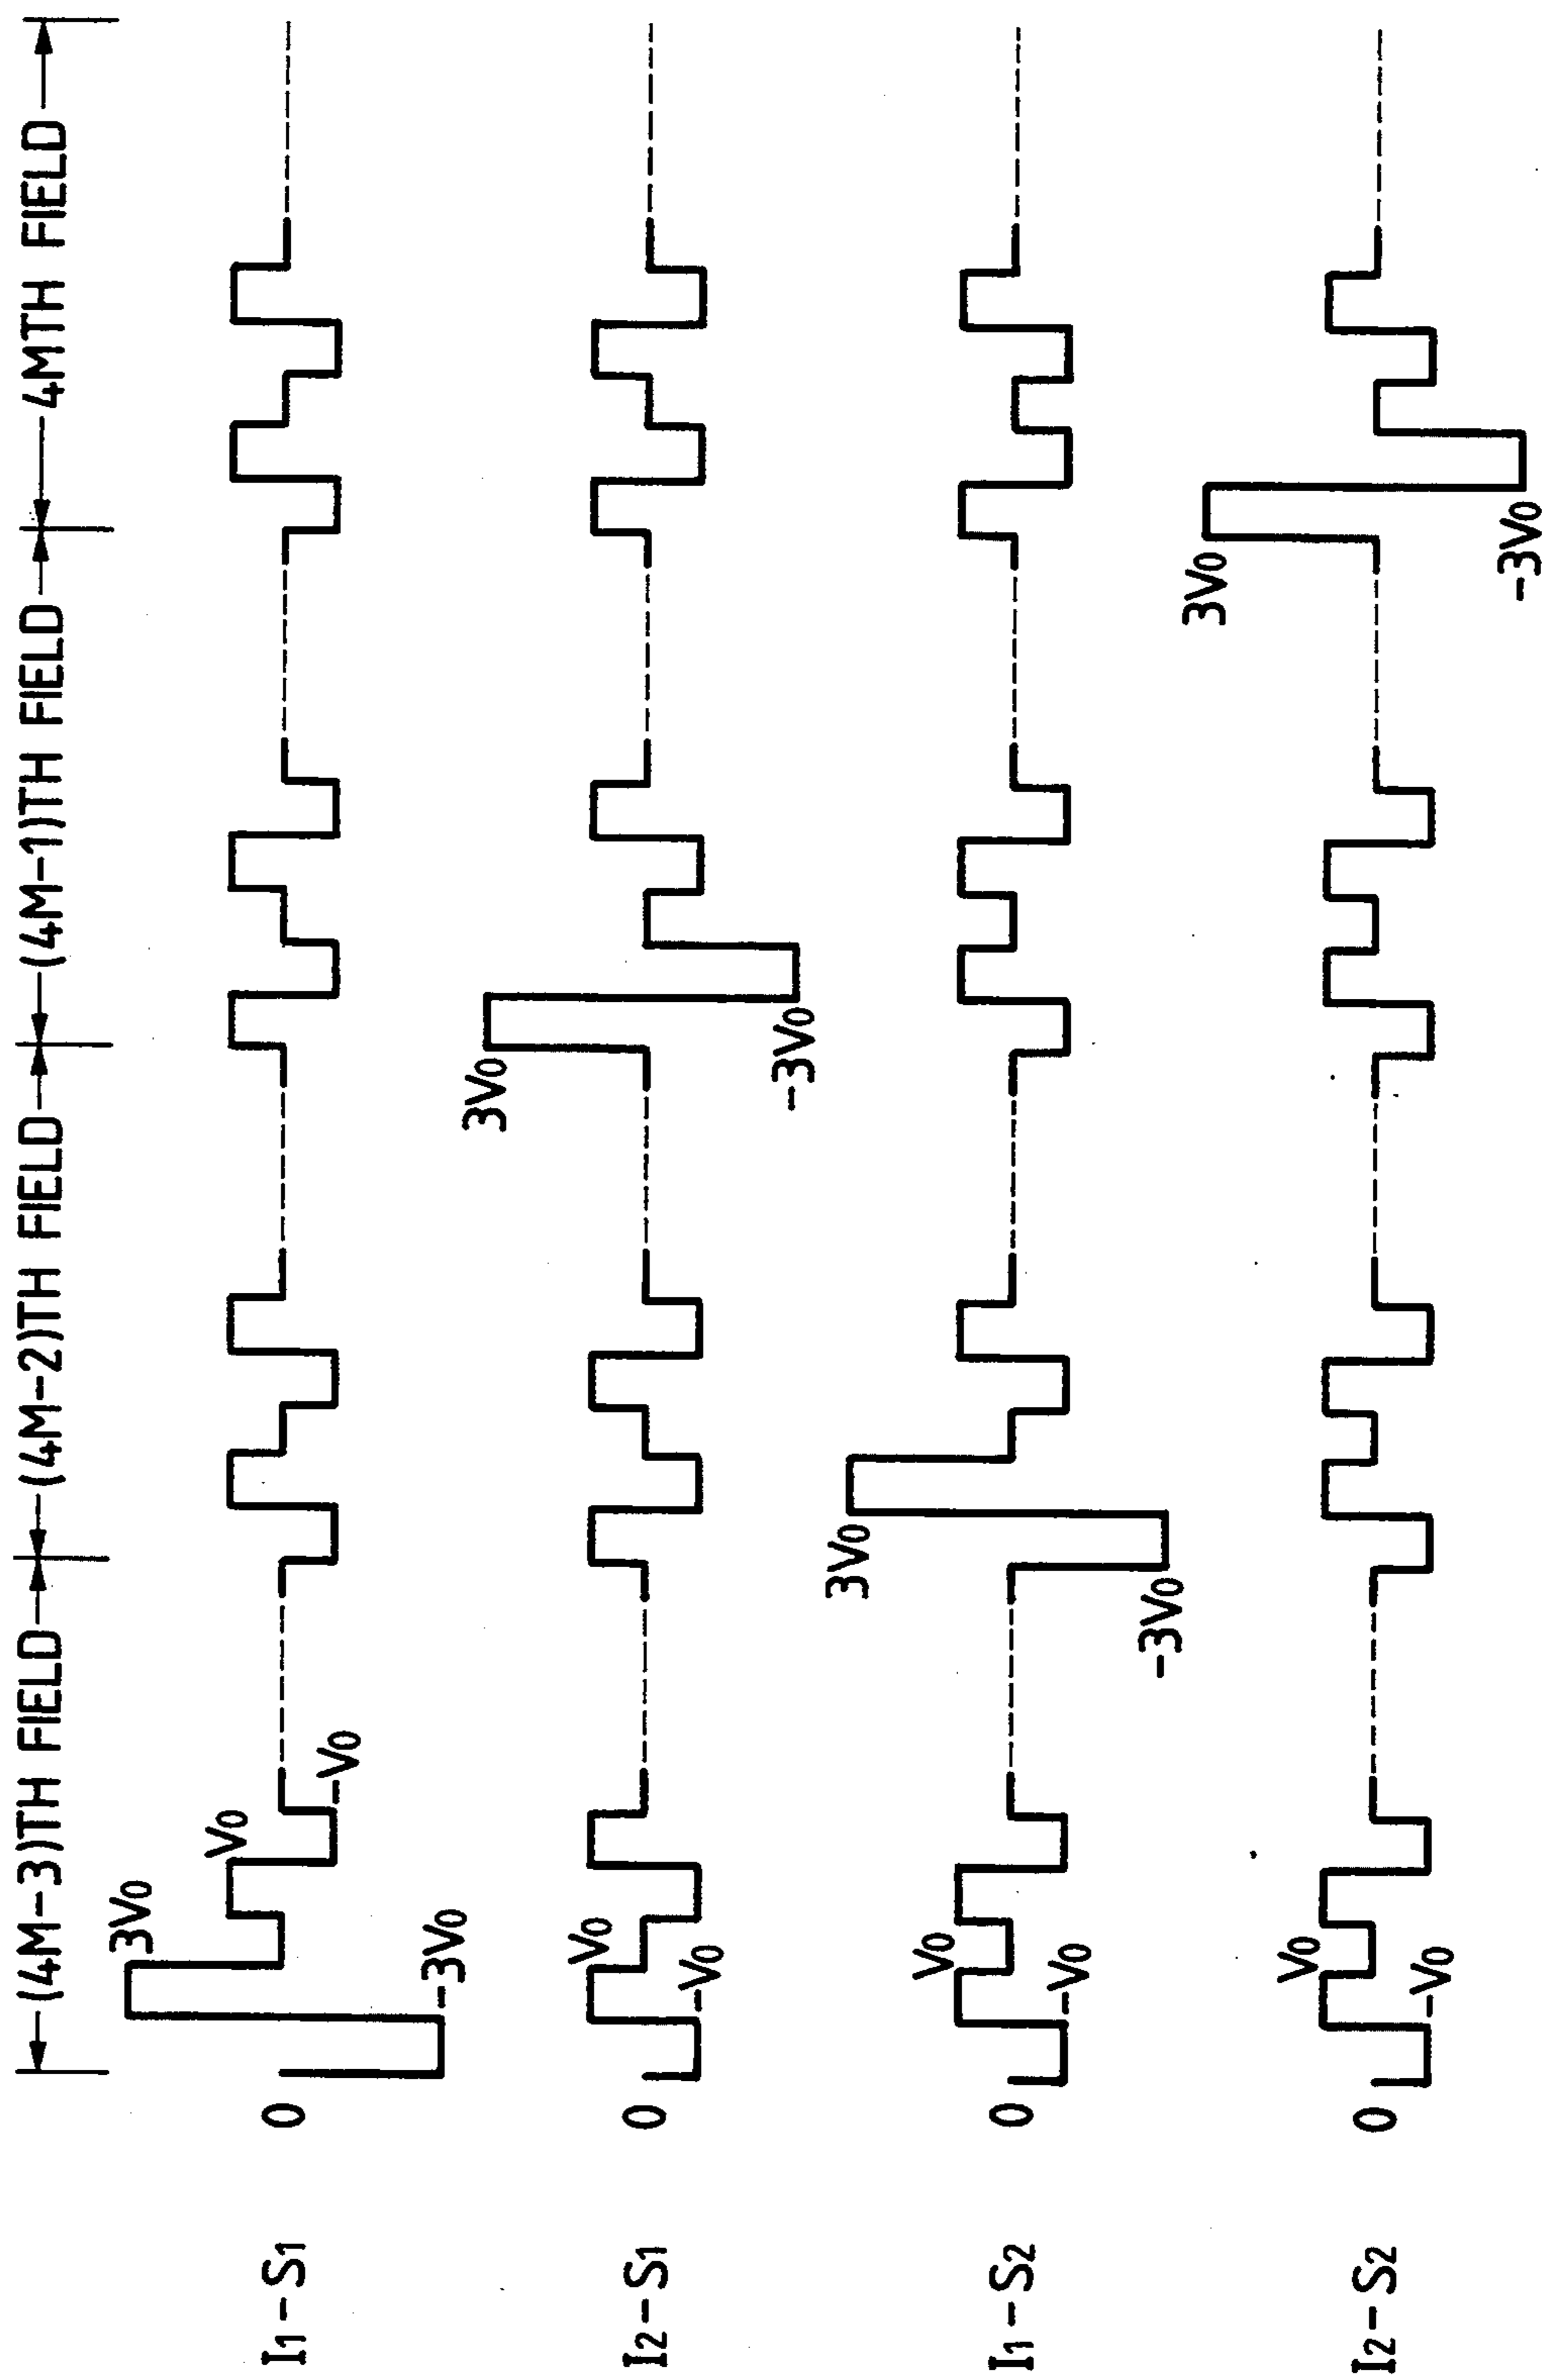 (4M-3)TH FIELD (4M-2)TH FIELD (4M-1)TH FIELD 4MTH FIELD
3V0
V0
I1-S1 0
-V0
-3V0
3V0
V0
I2-S1 0
-V0
-3V0
3V0
V0
I1-S2 0
-V0
-3V0
3V0
V0
I2-S2 0
-V0
-3V0